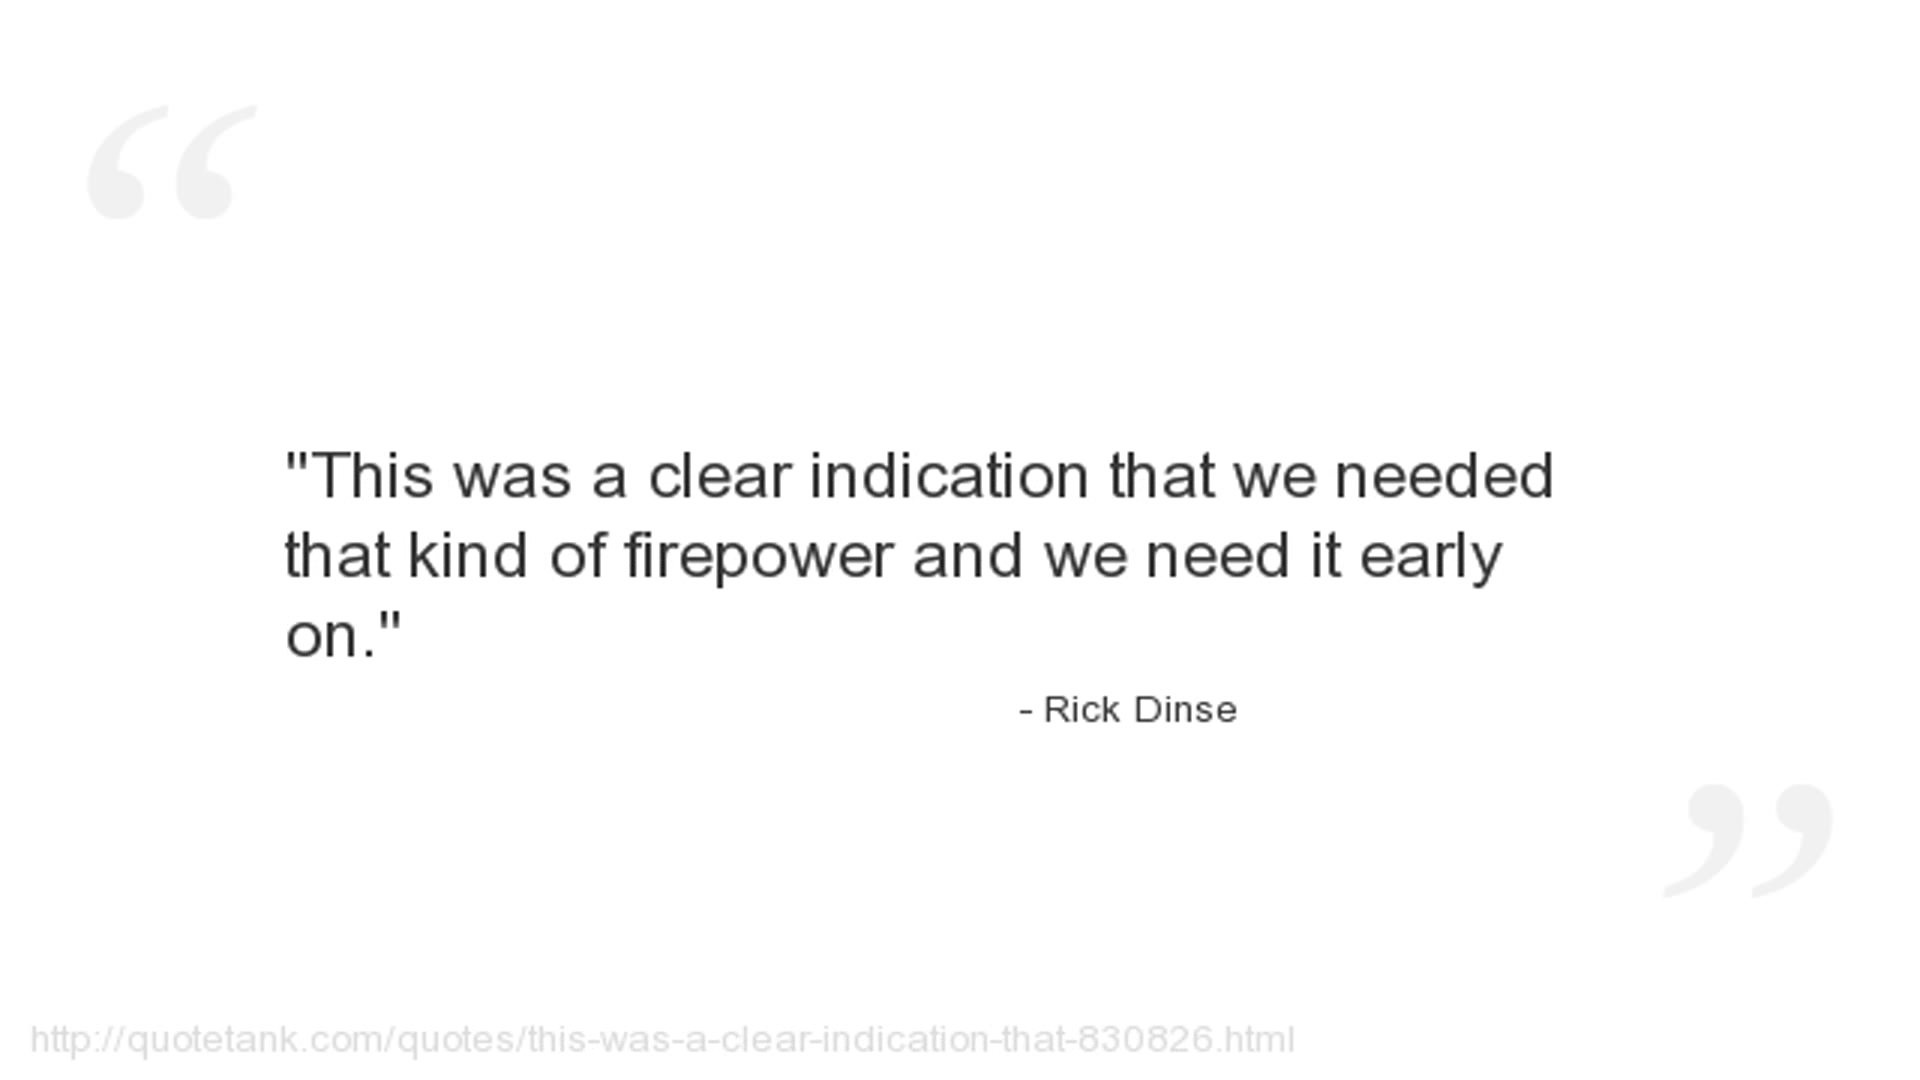 "This was a clear indication that we needed
that kind of firepower and we need it early
on."
- Rick Dinse
http://quotetank.com/quotes/this-was-a-clear-indication-that-830826.html